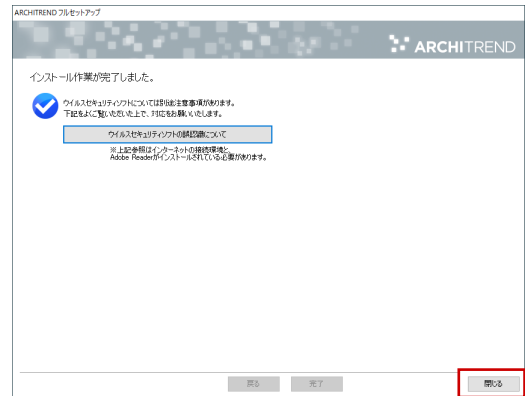 ARCHITREND フルセットアップ
ARCHITREND
インストール作業が完了しました。
ウイルスセキュリティソフトについては別途注意事項があります。
下記をよくご覧いただいた上で、対応をお願いいたします。
ウイルスセキュリティソフトの誤認識について
※上記参照はインターネットの接続環境と、
Adobe Readerがインストールされている必要があります。
戻る
完了
閉じる